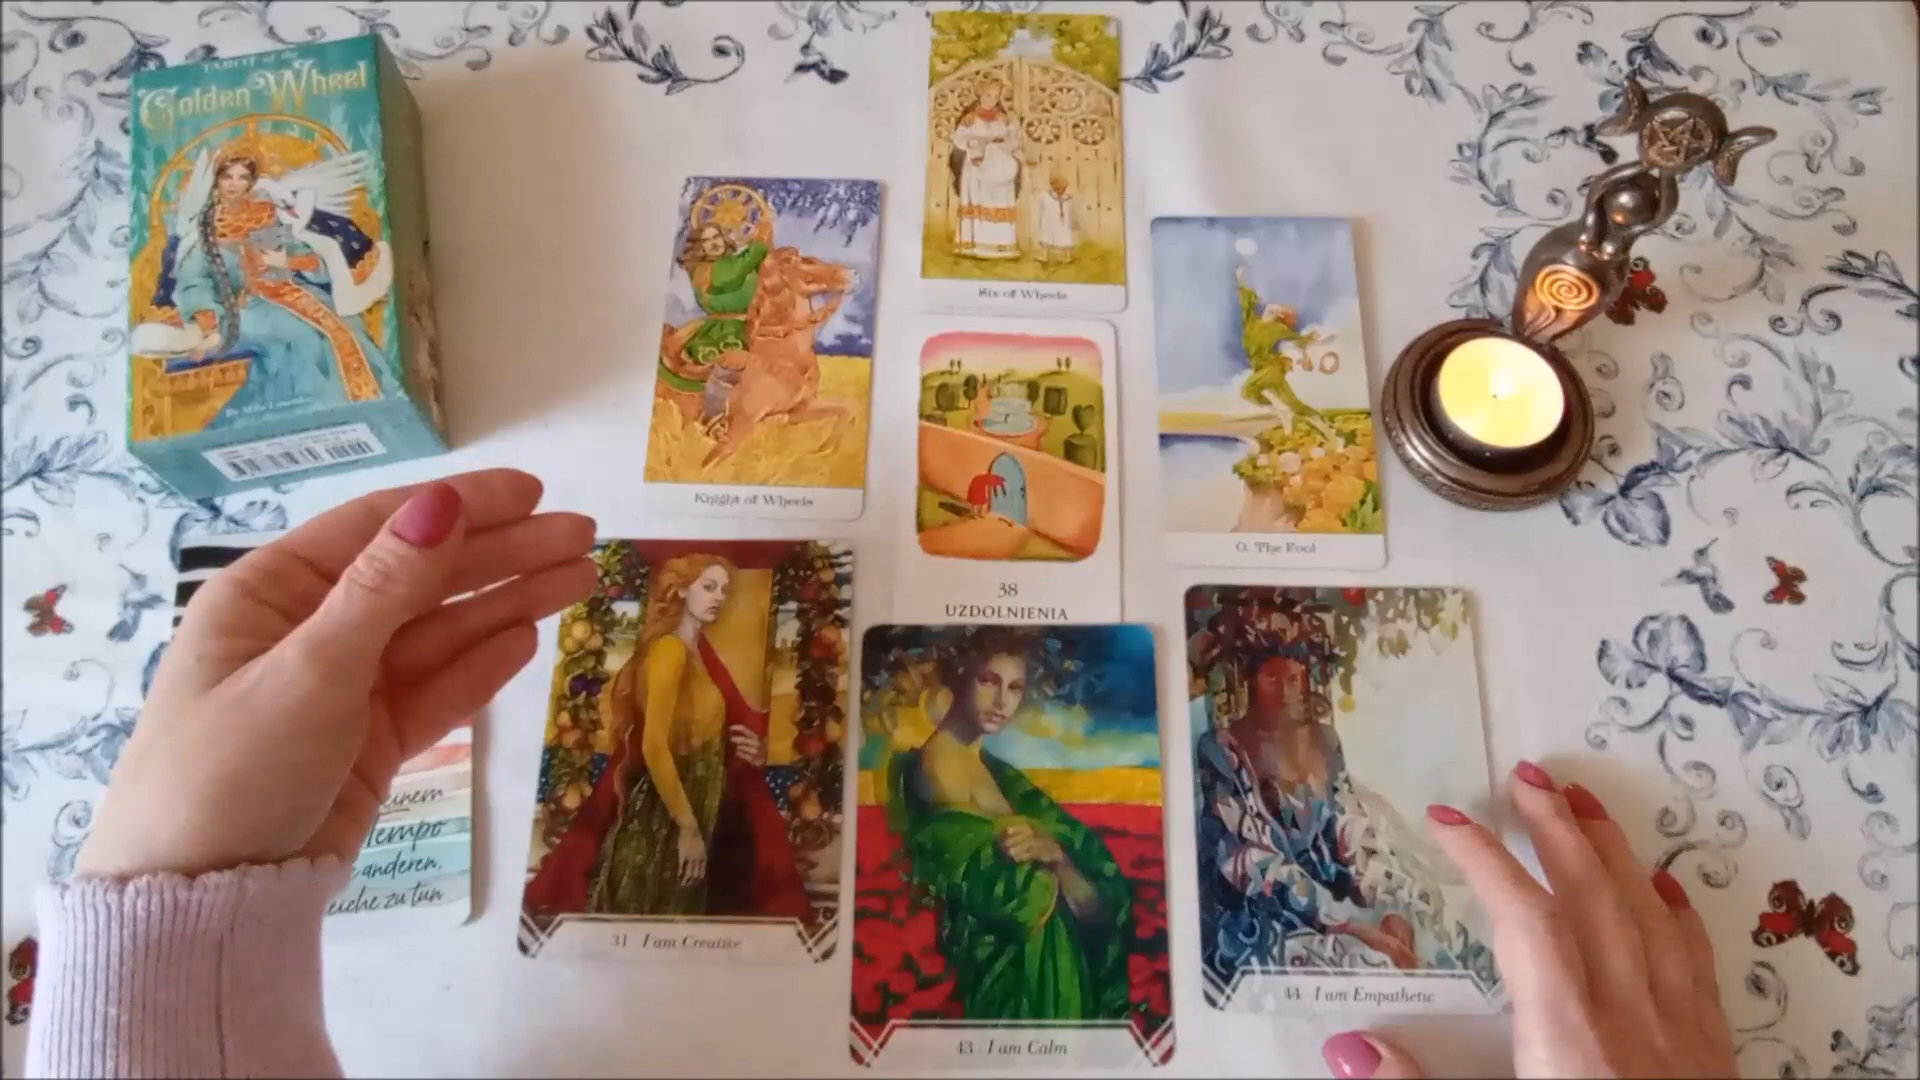 TAROT of the
Golden Wheel
Six of Wheels
Knight of Wheels
0. The Fool
38
UZDOLNIENIA
einem
Tempo
anderen,
zu tun
31 I am Creative
43 I am Calm
44 I am Empathetic